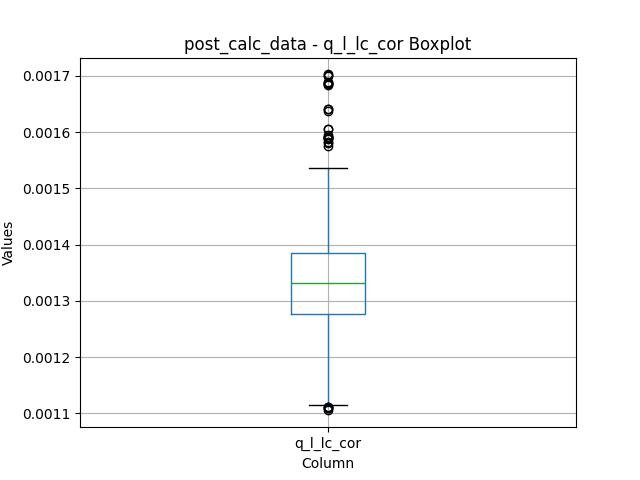 post_calc_data - q_l_lc_cor Boxplot
0.0017
0.0016
0.0015
0.0014
0.0013
0.0012
0.0011
Values
q_l_lc_cor
Column